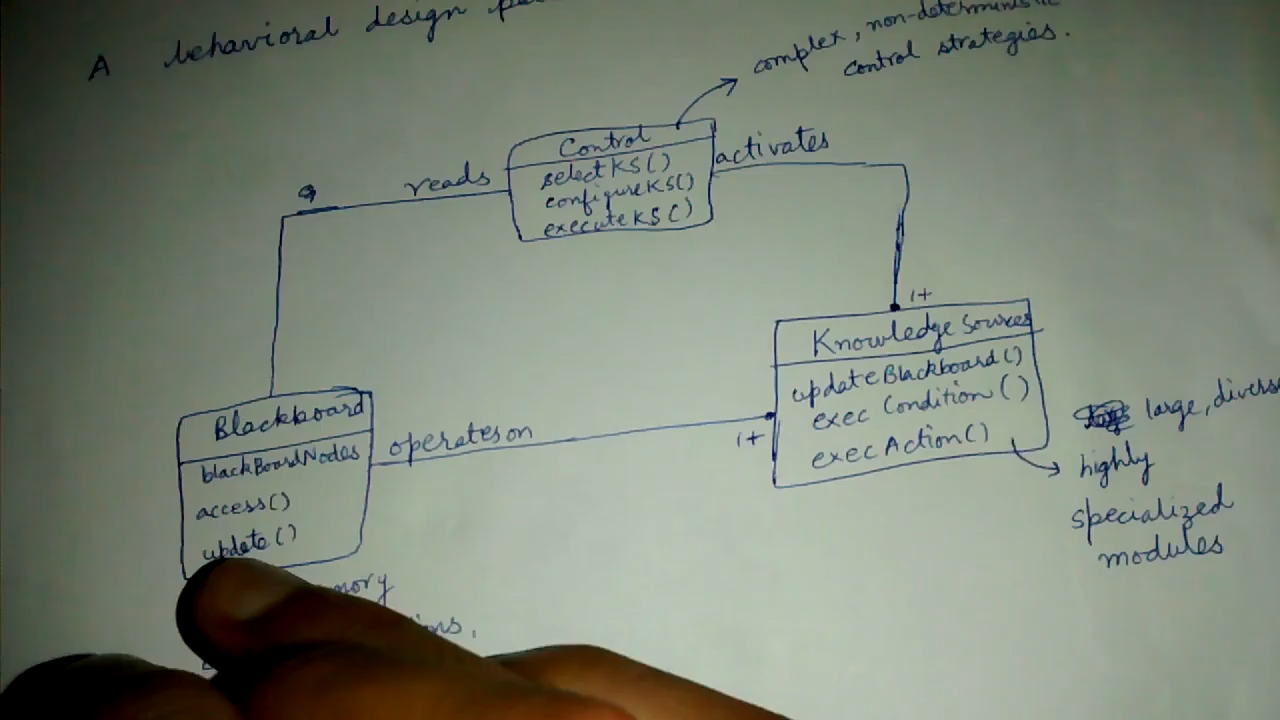 A behavioral design
complex, non-deterministic
control strategies.
Control
selectKS()
configureKS()
executeKS()
reads
activates
1+
Knowledge Sources
updateBlackboard()
exec Condition ()
exec Action()
Blackboard
blackBoardNodes
access()
update()
operates on
1+
large, diverse
highly
specialized
modules